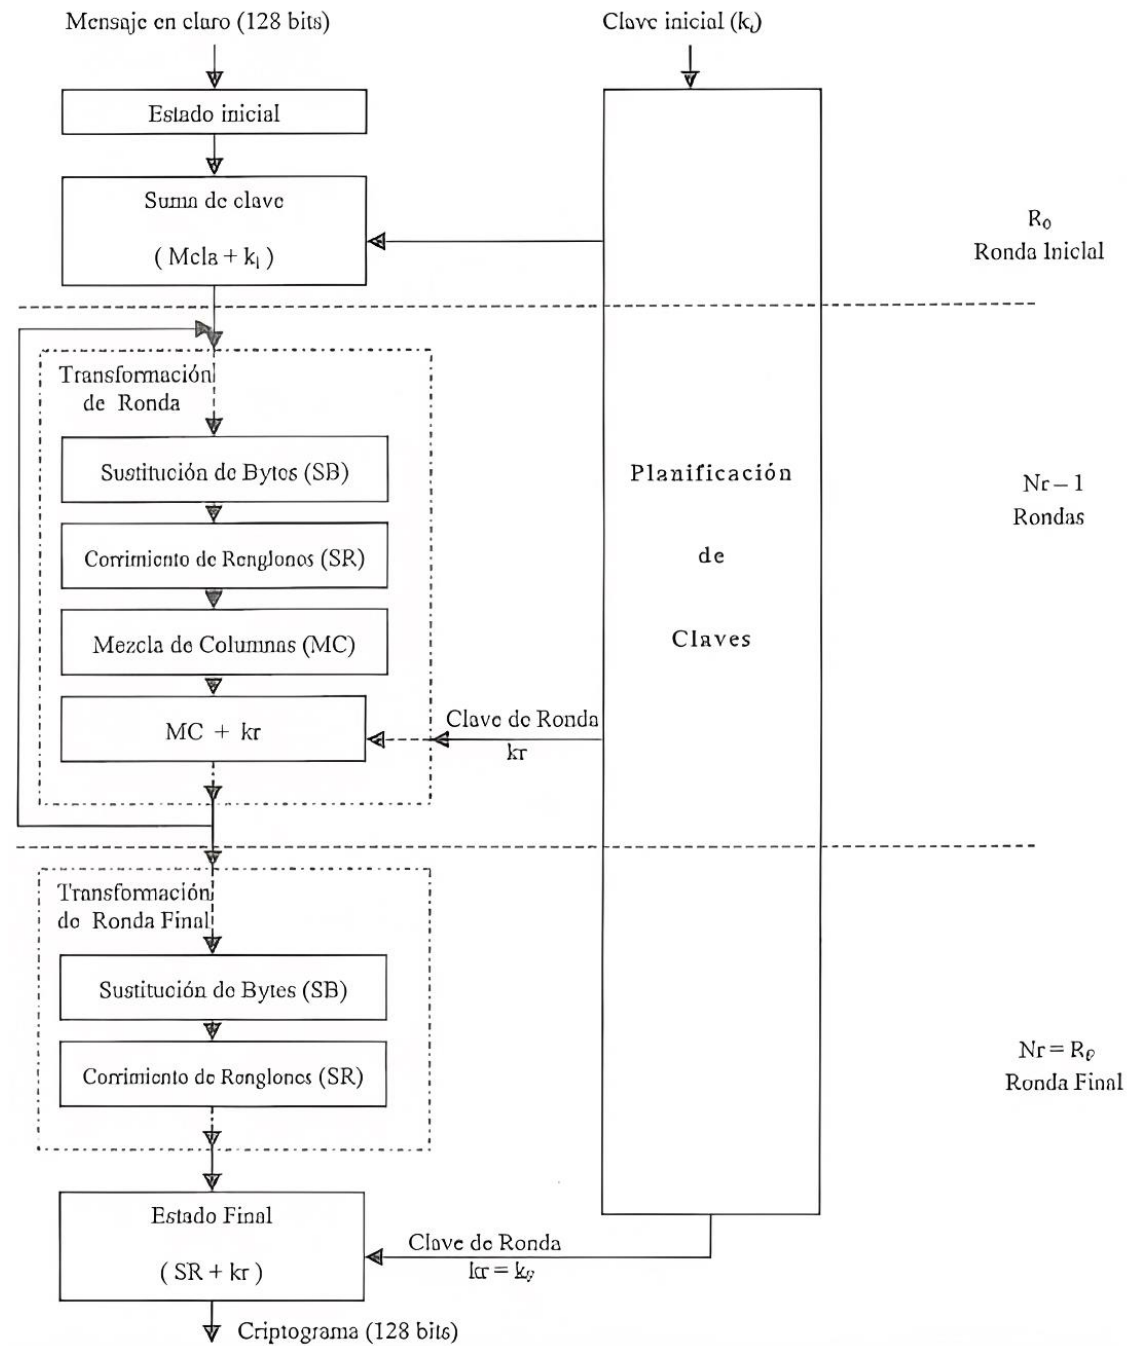 Mensaje en claro (128 bits)
Clave inicial (kᵢ)
Estado inicial
Suma de clave
( Mcla + kᵢ )
R₀
Ronda Inicial
Transformación
de Ronda
Sustitución de Bytes (SB)
Corrimiento de Renglones (SR)
Mezcla de Columnas (MC)
MC + kr
Clave de Ronda
kr
Planificación
de
Claves
Nr – 1
Rondas
Transformación
de Ronda Final
Sustitución de Bytes (SB)
Corrimiento de Renglones (SR)
Nr =
Ronda Final
Estado Final
( SR + kr )
Clave de Ronda
kr =
Criptograma (128 bits)